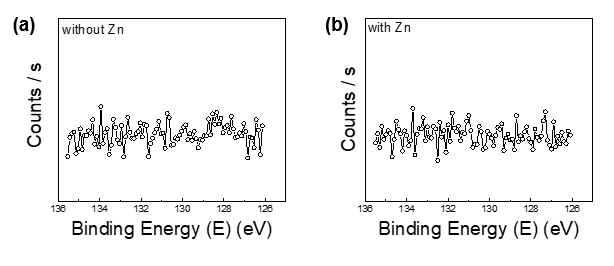 (a)
without Zn
Counts / s
136 134 132 130 128 126
Binding Energy (E) (eV)
(b)
with Zn
Counts / s
136 134 132 130 128 126
Binding Energy (E) (eV)